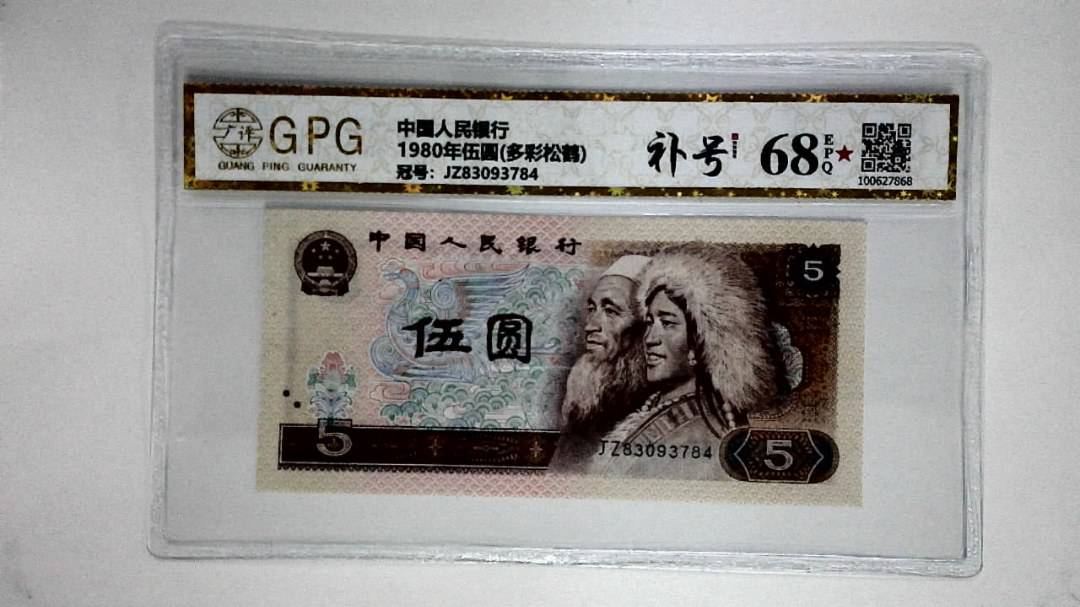 广评
GPG
GUANG PING GUARANTY
中国人民银行
1980年伍圆(多彩松鹤)
冠号: JZ83093784
补号
68
EPQ
100627868
中国人民银行
5
伍圆
5
JZ83093784
5